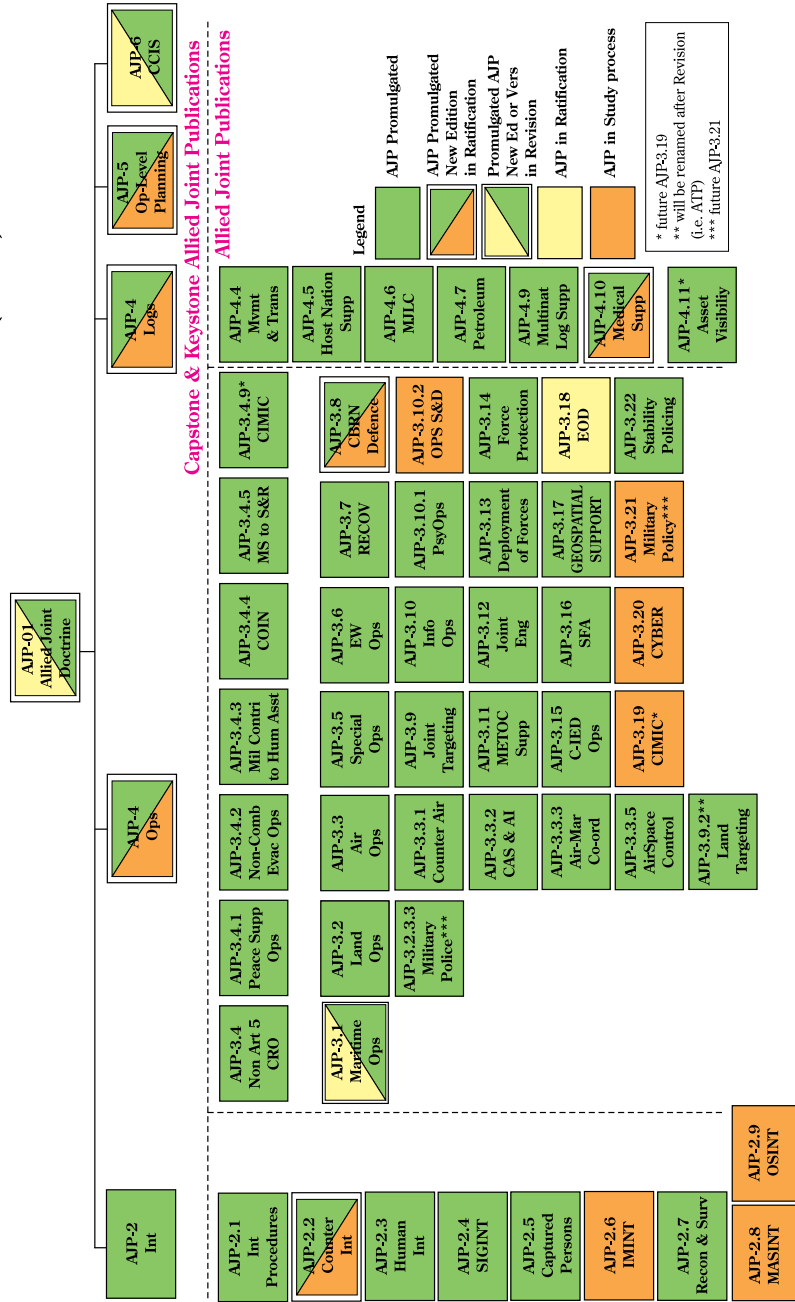 AJP-01
Allied Joint
Doctrine
AJP-2
Int
AJP-4
Ops
AJP-4
Logs
AJP-5
Op-Level
Planning
AJP-6
CCIS
Capstone & Keystone Allied Joint Publications
Allied Joint Publications
AJP-2.1
Int
Procedures
AJP-2.2
Counter
Int
AJP-2.3
Human
Int
AJP-2.4
SIGINT
AJP-2.5
Captured
Persons
AJP-2.6
IMINT
AJP-2.7
Recon & Surv
AJP-2.8
MASINT
AJP-2.9
OSINT
AJP-3.4
Non Art 5
CRO
AJP-3.4.1
Peace Supp
Ops
AJP-3.4.2
Non-Comb
Evac Ops
AJP-3.4.3
Mil Contri
to Hum Asst
AJP-3.4.4
COIN
AJP-3.4.5
MS to S&R
AJP-3.4.9*
CIMIC
AJP-3.1
Maritime
Ops
AJP-3.2
Land
Ops
AJP-3.3
Air
Ops
AJP-3.5
Special
Ops
AJP-3.6
EW
Ops
AJP-3.7
RECOV
AJP-3.8
CBRN
Defence
AJP-3.2.3.3
Military
Police***
AJP-3.3.1
Counter Air
AJP-3.9
Joint
Targeting
AJP-3.10
Info
Ops
AJP-3.10.1
PsyOps
AJP-3.10.2
OPS S&D
AJP-3.3.2
CAS & AI
AJP-3.11
METOC
Supp
AJP-3.12
Joint
Eng
AJP-3.13
Deployment
of Forces
AJP-3.14
Force
Protection
AJP-3.3.3
Air-Mar
Co-ord
AJP-3.15
C-IED
Ops
AJP-3.16
SFA
AJP-3.17
GEOSPATIAL
SUPPORT
AJP-3.18
EOD
AJP-3.3.5
AirSpace
Control
AJP-3.19
CIMIC*
AJP-3.20
CYBER
AJP-3.21
Military
Policy***
AJP-3.22
Stability
Policing
AJP-3.9.2**
Land
Targeting
AJP-4.4
Mvmt
& Trans
AJP-4.5
Host Nation
Supp
AJP-4.6
MJLC
AJP-4.7
Petroleum
AJP-4.9
Multinat
Log Supp
AJP-4.10
Medical
Supp
AJP-4.11*
Asset
Visibiliy
Legend
AJP Promulgated
AJP Promulgated
New Edition
in Ratification
Promulgated AJP
New Ed or Vers
in Revision
AJP in Ratification
AJP in Study process
* future AJP-3.19
** will be renamed after Revision
(i.e. ATP)
*** future AJP-3.21